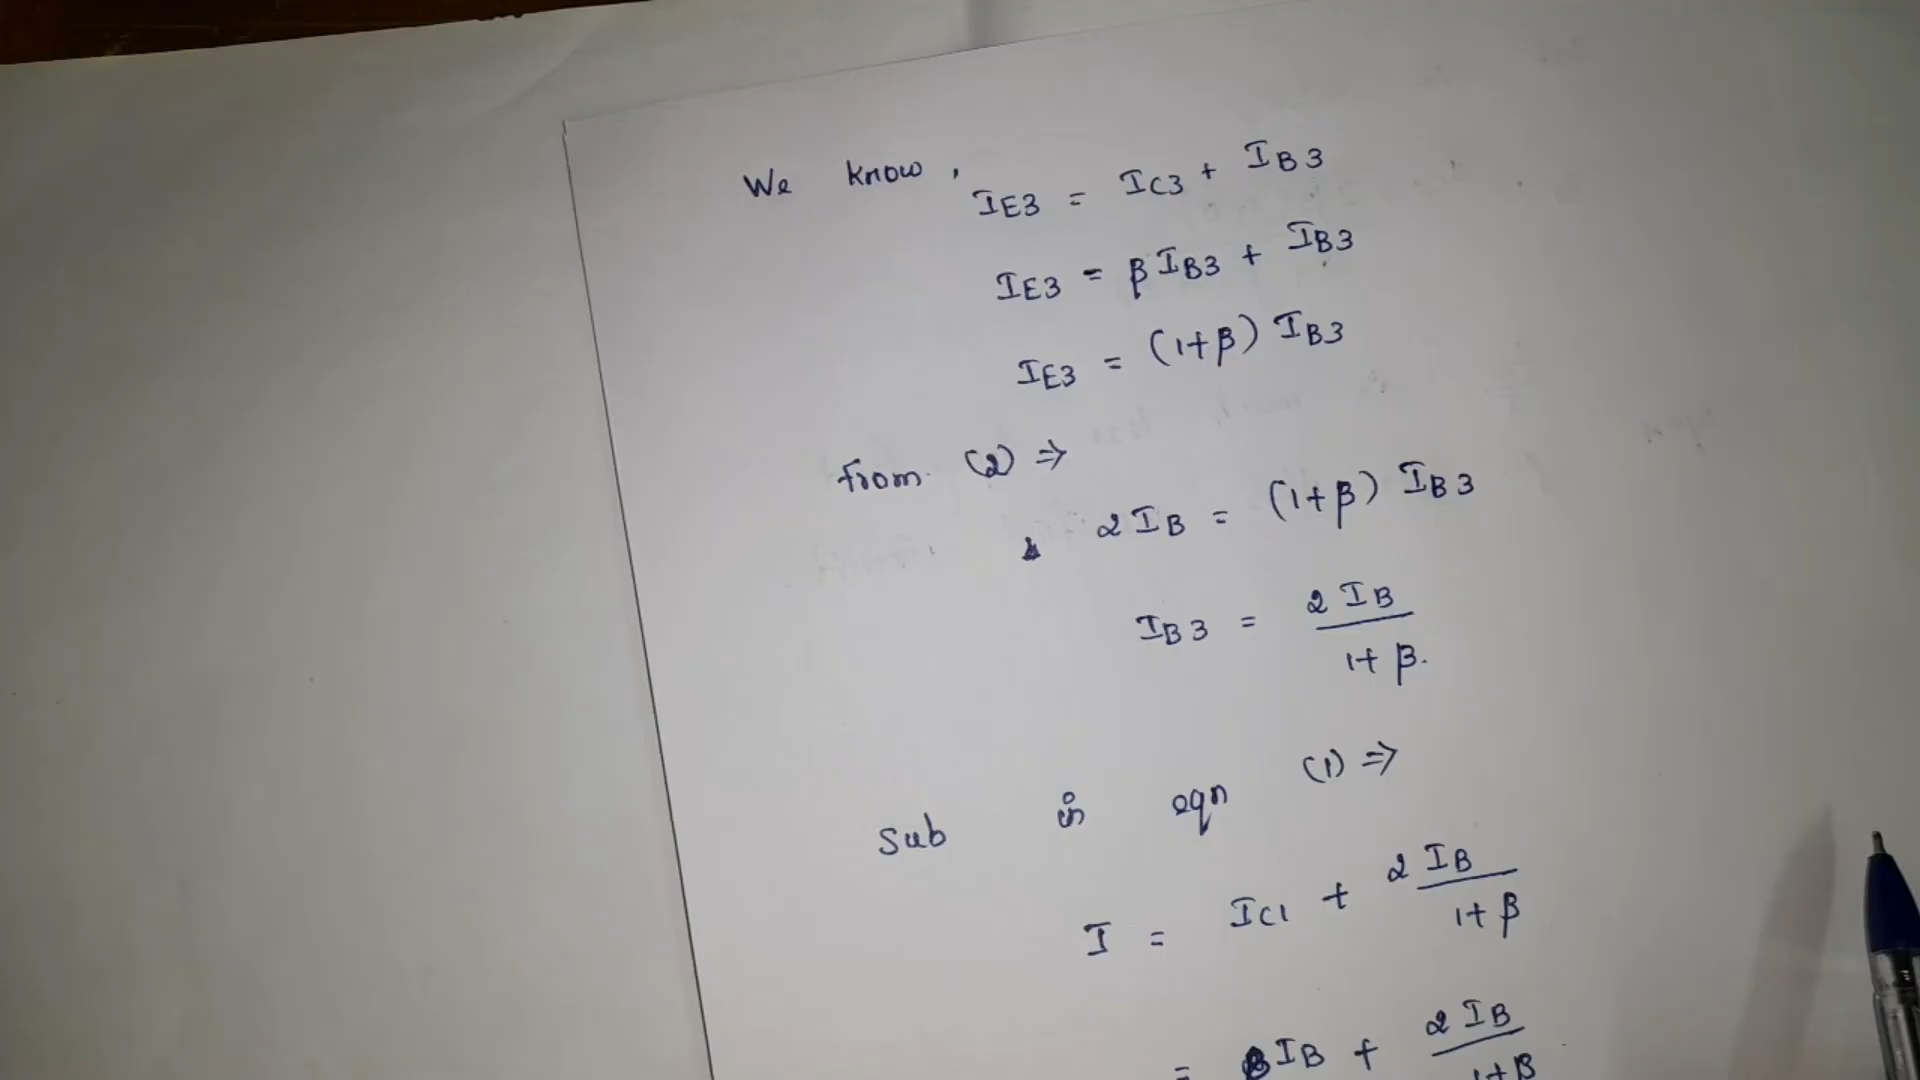 We know, IE3 = IC3 + IB3
IE3 = β IB3 + IB3
IE3 = (1+β) IB3
from (2) ⇒
2 IB = (1+β) IB3
IB3 = 2 IB / 1+β.
Sub in eqn (1) ⇒
I = IC1 + 2 IB / 1+β
= β IB + 2 IB / 1+β